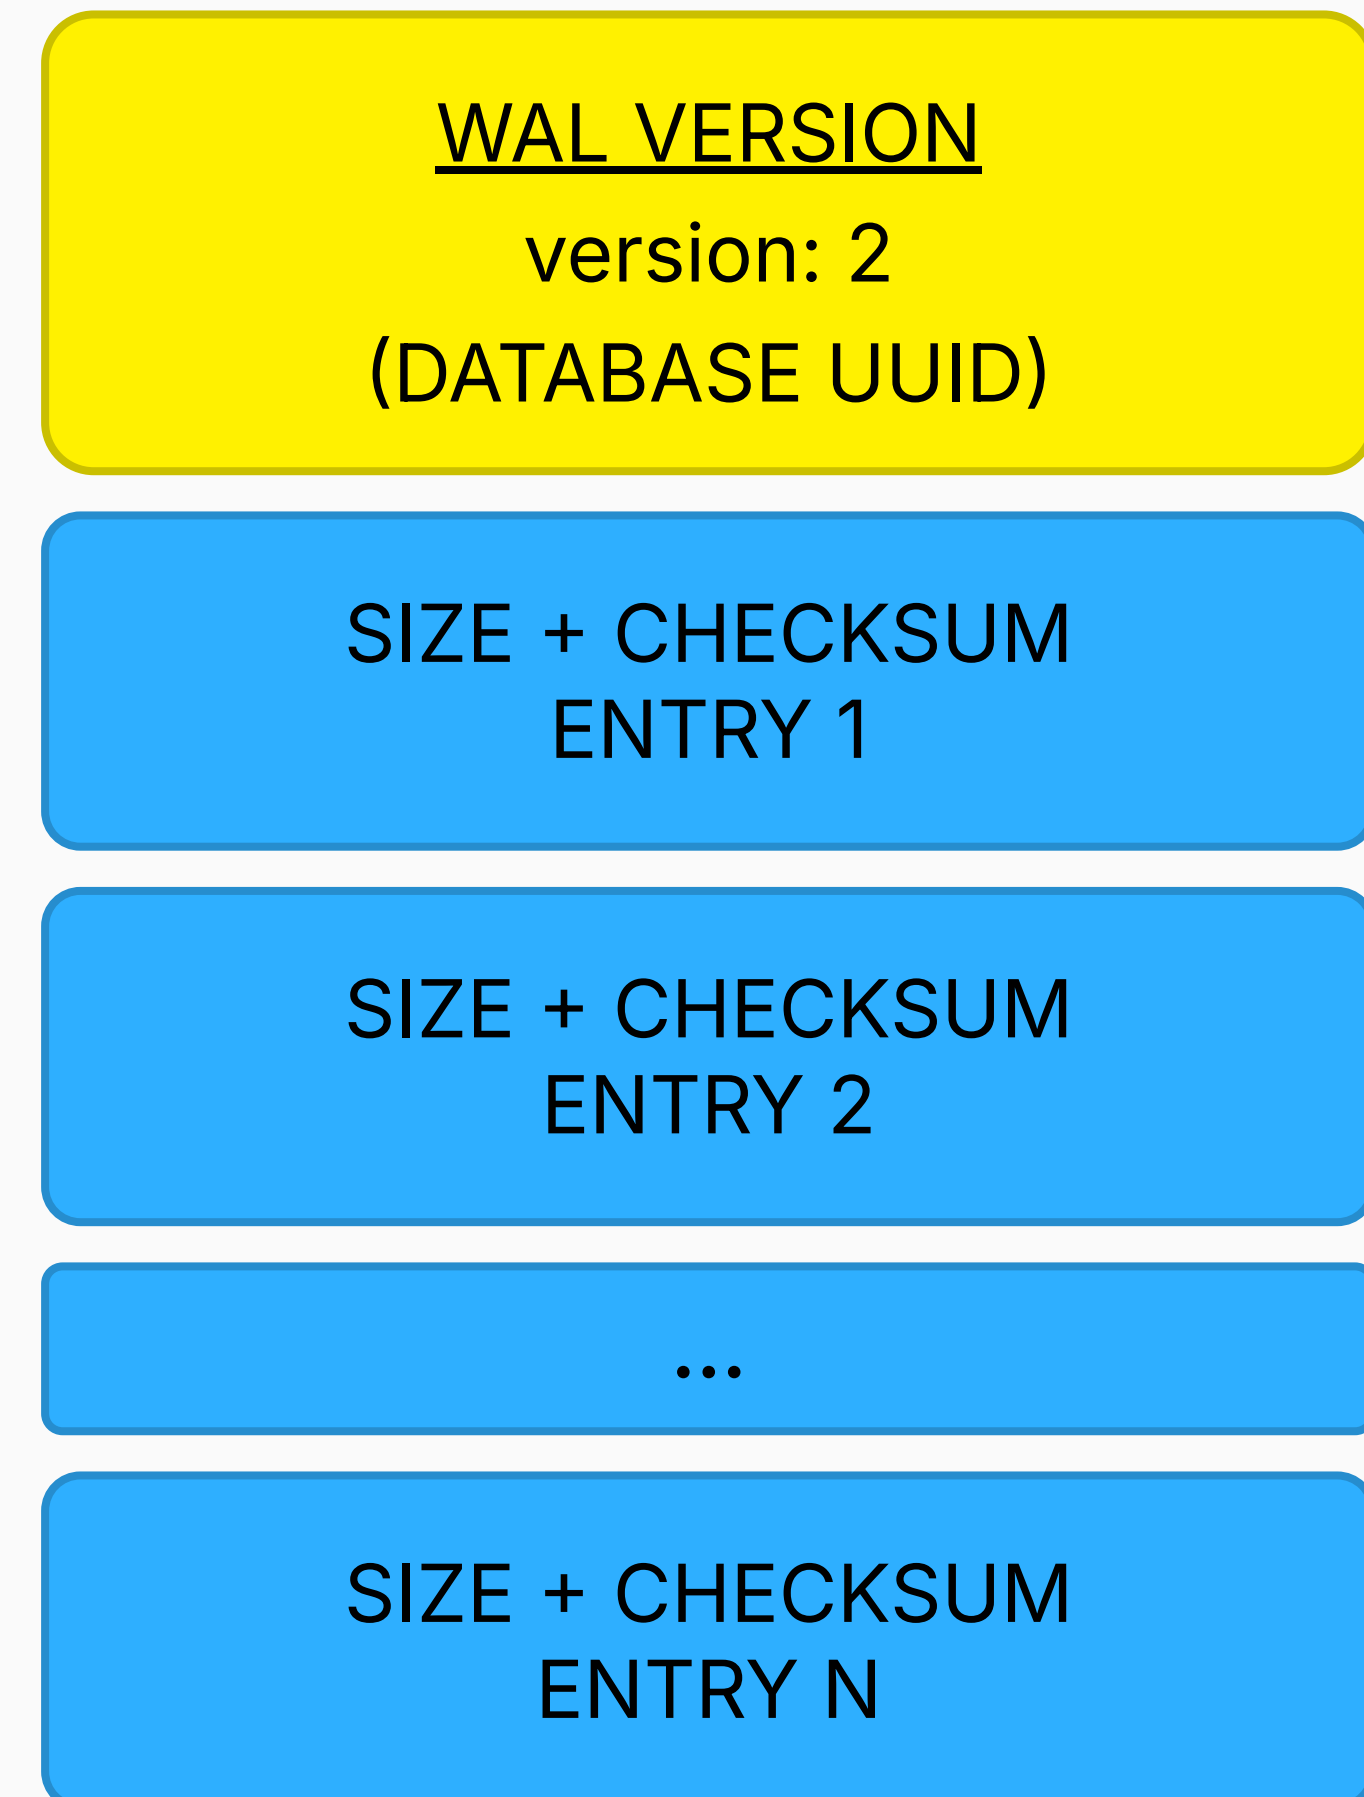 WAL VERSION
version: 2
(DATABASE UUID)
SIZE + CHECKSUM
ENTRY 1
SIZE + CHECKSUM
ENTRY 2
...
SIZE + CHECKSUM
ENTRY N